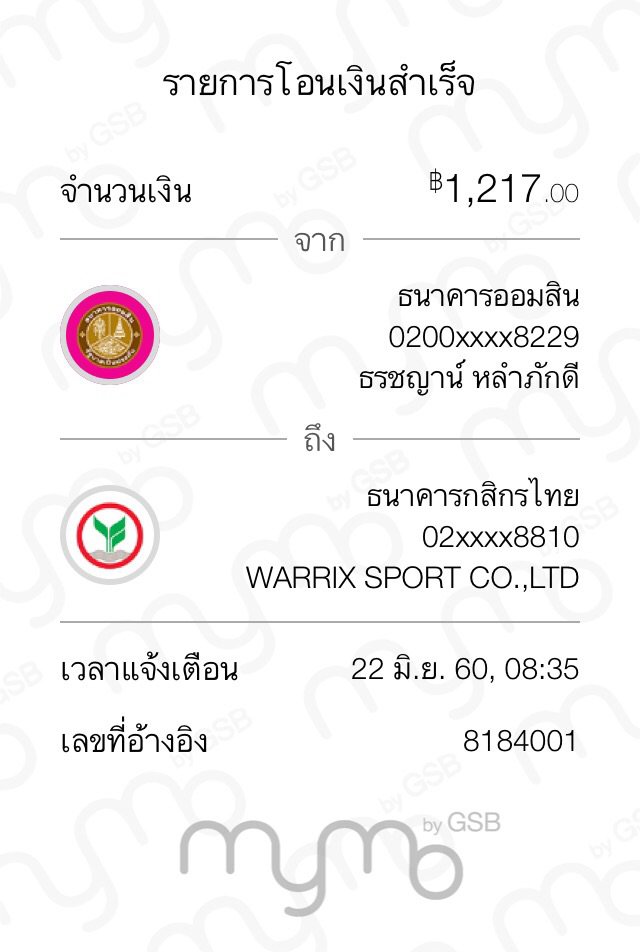 รายการโอนเงินสำเร็จ
จำนวนเงิน ฿1,217.00
จาก
ธนาคารออมสิน
0200xxxx8229
ธรชญาน์ หลำภักดี
ถึง
ธนาคารกสิกรไทย
02xxxx8810
WARRIX SPORT CO.,LTD
เวลาแจ้งเตือน 22 มิ.ย. 60, 08:35
เลขที่อ้างอิง 8184001
mymo by GSB